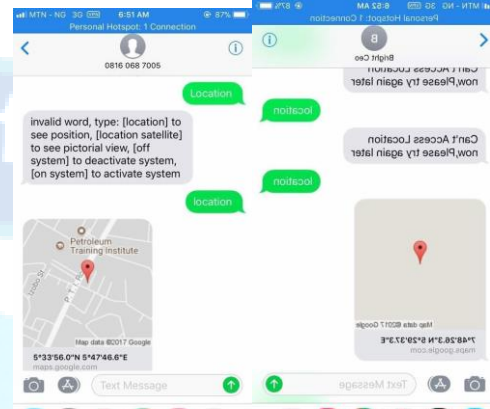 MTN - NG 3G 6:51 AM 87%
Personal Hotspot: 1 Connection
0816 068 7005
Location
invalid word, type: [location] to
see position, [location satellite]
to see pictorial view, [off
system] to deactivate system,
[on system] to activate system
location
Petroleum
Training Institute
P.T.I. Rd
Map data ©2017 Google
5°33'56.0"N 5°47'46.6"E
maps.google.com
Text Message
MTN - NG 3G 6:52 AM 87%
Personal Hotspot: 1 Connection
B
Bright Ceo
Can't Access Location
now,Please try again later
location
Can't Access Location
now,Please try again later
location
Map data ©2017 Google
7°48'26.3"N 5°29'37.3"E
maps.google.com
Text Message